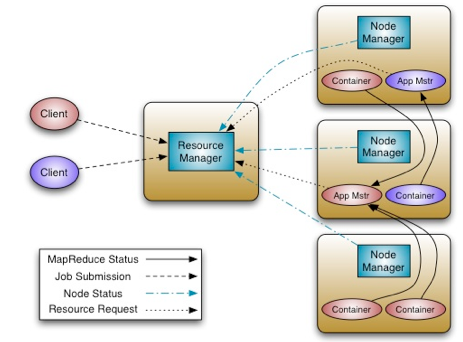 Client
Client
Resource
Manager
Node
Manager
Container
App Mstr
Node
Manager
App Mstr
Container
Node
Manager
Container
Container
MapReduce Status
Job Submission
Node Status
Resource Request